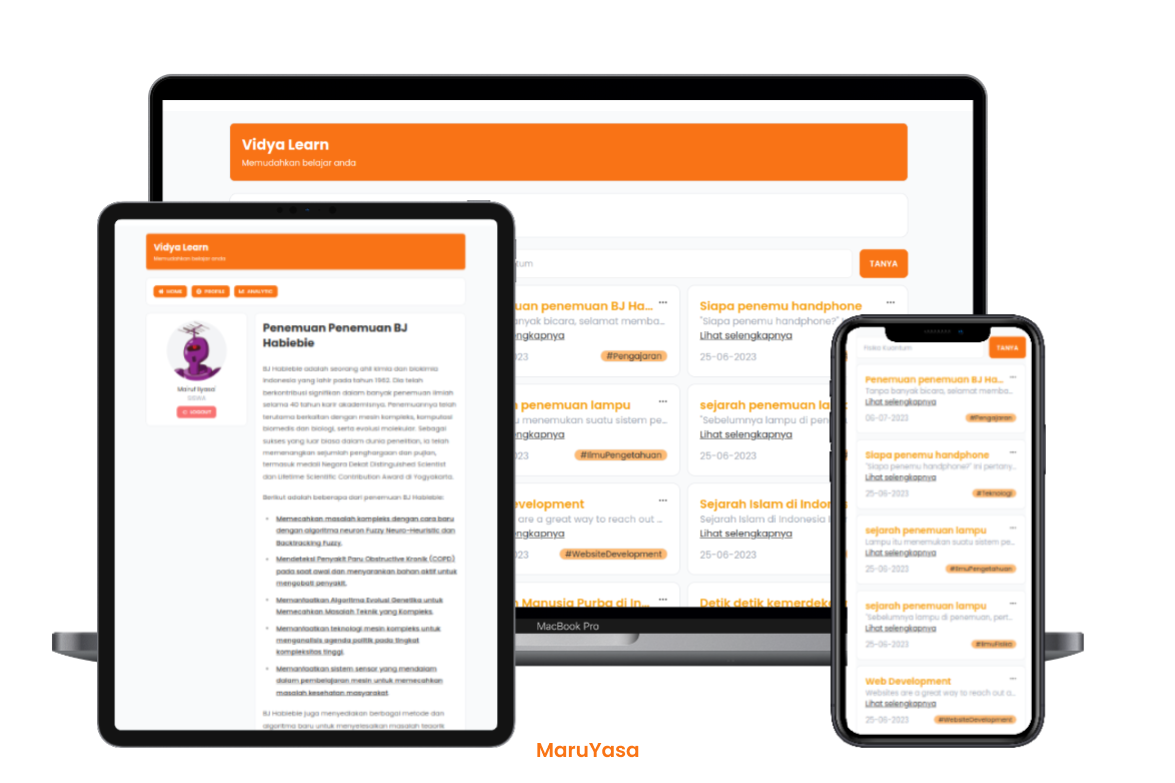 Vidya Learn
Memudahkan belajar anda
TANYA
uan penemuan BJ Ha... ...
anyak bicara, selamat memba...
ngkapnya
023
#Pengajaran
Siapa penemu handphone ...
"Siapa penemu handphone?"
Lihat selengkapnya
25-06-2023
penemuan lampu ...
u menemukan suatu sistem pe...
ngkapnya
023
#IlmuPengetahuan
sejarah penemuan la
"Sebelumnya lampu di pen
Lihat selengkapnya
25-06-2023
evelopment ...
are a great way to reach out ...
ngkapnya
023
#WebsiteDevelopment
Sejarah Islam di Indon
Sejarah Islam di Indonesia
Lihat selengkapnya
25-06-2023
Manusia Purba di In... ...
Detik detik kemerdek
MacBook Pro
Vidya Learn
Memudahkan belajar anda
HOME
PROFILE
Penemuan Penemuan BJ
Habiebie
BJ Habiebie adalah seorang ahli kimia dan biokimia
Indonesia yang lahir pada tahun 1962. Dia telah
berkontribusi signifikan dalam banyak penemuan ilmiah
selama 40 tahun karir akademisnya. Penemuannya telah
terutama berkaitan dengan mesin kompleks, komputasi
biomedis dan biologi, serta evolusi molekular. Sebagai
sukses yang luar biasa dalam dunia penelitian, ia telah
memenangkan sejumlah penghargaan dan pujian,
termasuk medali Negara Dekat Distinguished Scientist
dan Lifetime Scientific Contribution Award di Yogyakarta.
Berikut adalah beberapa dari penemuan BJ Habiebie:
Memecahkan masalah kompleks dengan cara baru
dengan algoritma neuron Fuzzy Neuro-Heuristic dan
Backtracking Fuzzy.
Mendeteksi Penyakit Paru Obstructive Kronik (COPD)
pada saat awal dan menyarankan bahan aktif untuk
mengobati penyakit.
Memanfaatkan Algoritma Evolusi Genetika untuk
Memecahkan Masalah Teknik yang Kompleks.
Memanfaatkan teknologi mesin kompleks untuk
menganalisis agenda politik pada tingkat
kompleksitas tinggi.
Memanfaatkan sistem sensor yang mendalam
dalam pembelajaran mesin untuk memecahkan
masalah kesehatan masyarakat.
BJ Habiebie juga menyediakan berbagai metode dan
algoritma baru untuk menyelesaikan masalah teoritik
Fisika Kuantum
TANYA
Penemuan penemuan BJ Ha... ...
Tanpa banyak bicara, selamat memba...
Lihat selengkapnya
06-07-2023
#Pengajaran
Siapa penemu handphone ...
"Siapa penemu handphone?" ini pertany...
Lihat selengkapnya
25-06-2023
#Teknologi
sejarah penemuan lampu ...
Lampu itu menemukan suatu sistem pe...
Lihat selengkapnya
25-06-2023
#IlmuPengetahuan
sejarah penemuan lampu ...
"Sebelumnya lampu di penemuan, pert...
Lihat selengkapnya
25-06-2023
#IlmuFisika
Web Development ...
Websites are a great way to reach out a...
Lihat selengkapnya
25-06-2023
#WebsiteDevelopment
MaruYasa